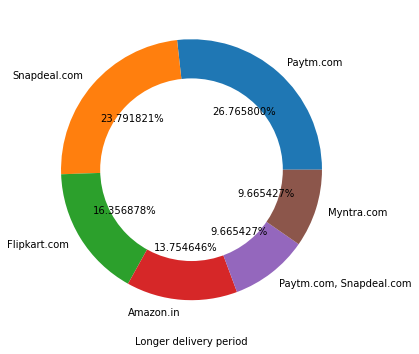 Paytm.com
Snapdeal.com
26.765800%
23.791821%
9.665427%
16.356878%
Myntra.com
9.665427%
Flipkart.com
13.754646%
Paytm.com, Snapdeal.com
Amazon.in
Longer delivery period